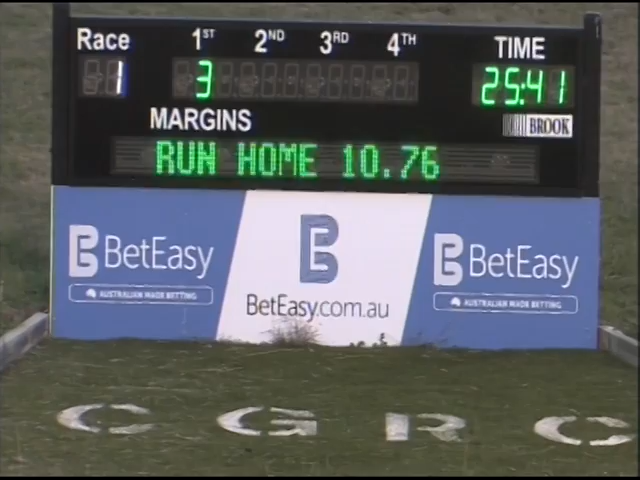 Race 1ST 2ND 3RD 4TH TIME
1 3 25:41
MARGINS BROOK
RUN HOME 10.76
BetEasy
AUSTRALIAN MADE BETTING
BetEasy.com.au
BetEasy
AUSTRALIAN MADE BETTING
CGRC